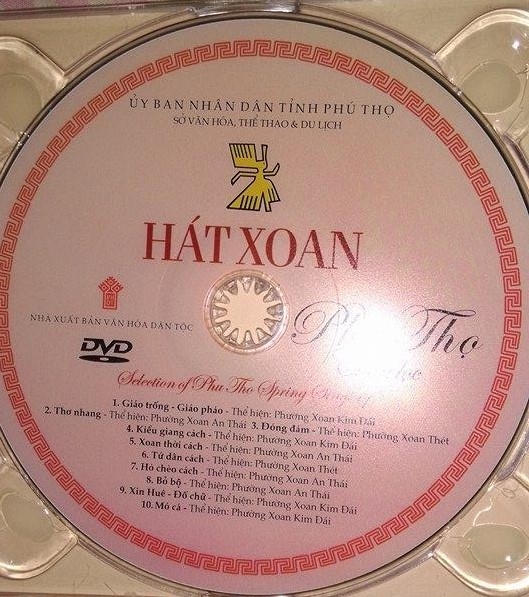 ỦY BAN NHÂN DÂN TỈNH PHÚ THỌ
SỞ VĂN HÓA, THỂ THAO & DU LỊCH
HÁT XOAN
Phú Thọ
NHÀ XUẤT BẢN VĂN HÓA DÂN TỘC
DVD
Selection of Phu Tho Spring
1. Giáo trống - Giáo pháo - Thể hiện: Phường Xoan Kim Đái
2. Thơ nhang - Thể hiện: Phường Xoan An Thái 3. Đóng đám - Thể hiện: Phường Xoan Thét
4. Kiều giang cách - Thể hiện: Phường Xoan Kim Đái
5. Xoan thời cách - Thể hiện: Phường Xoan An Thái
6. Tứ dân cách - Thể hiện: Phường Xoan Thét
7. Hò chèo cách - Thể hiện: Phường Xoan An Thái
8. Bỏ bộ - Thể hiện: Phường Xoan An Thái
9. Xin Huê - Đố chữ - Thể hiện: Phường Xoan Kim Đái
10. Mó cá - Thể hiện: Phường Xoan Kim Đái